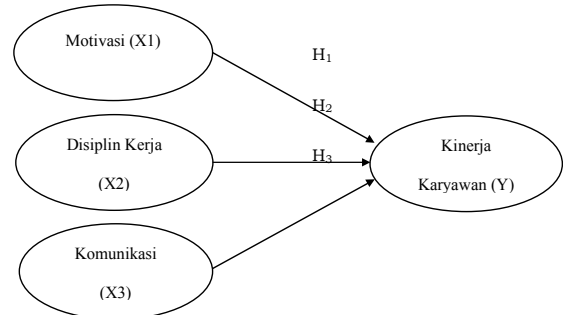 Motivasi (X1)
H₁
H₂
Disiplin Kerja
(X2)
H₃
Kinerja
Karyawan (Y)
Komunikasi
(X3)